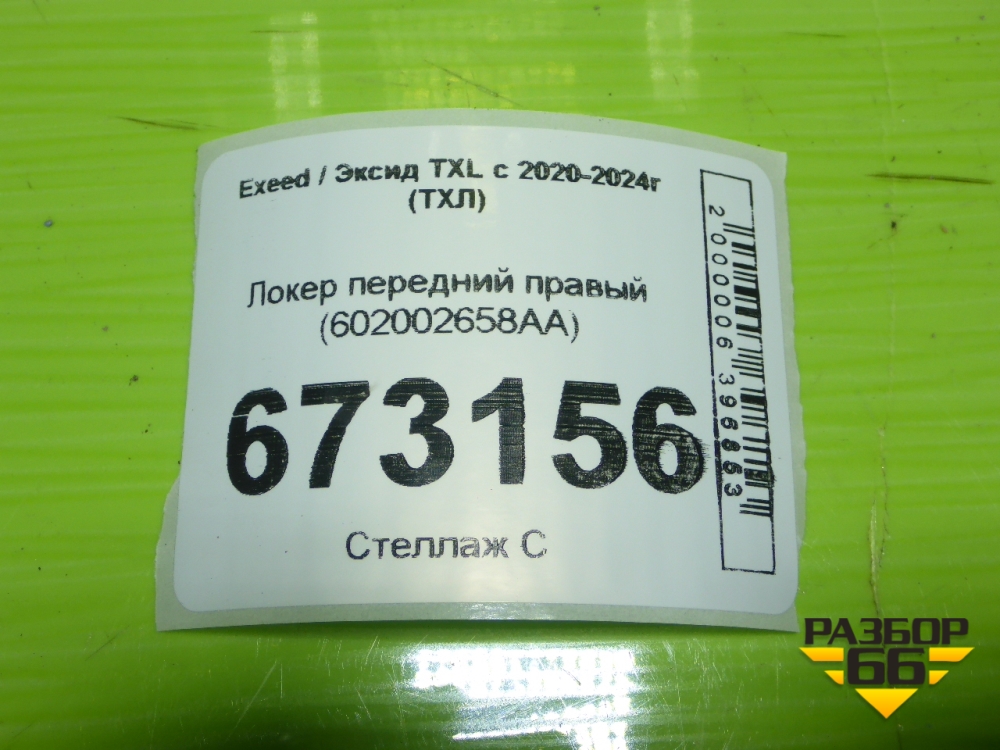 Exeed / Эксид TXL с 2020-2024г
(ТХЛ)
Локер передний правый
(602002658AA)
673156
Стеллаж С
2000006396863
РАЗБОР
66